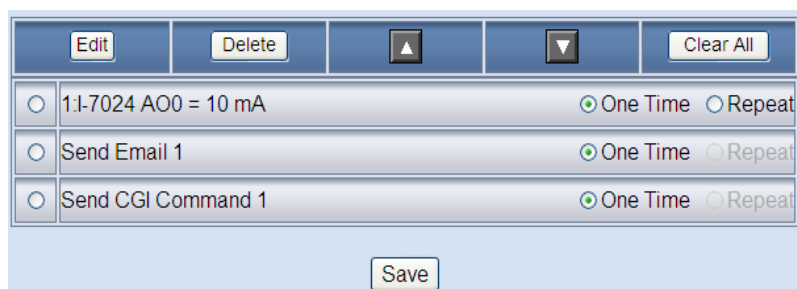 Edit Delete Clear All
1:I-7024 AO0 = 10 mA One Time Repeat
Send Email 1 One Time Repeat
Send CGI Command 1 One Time Repeat
Save